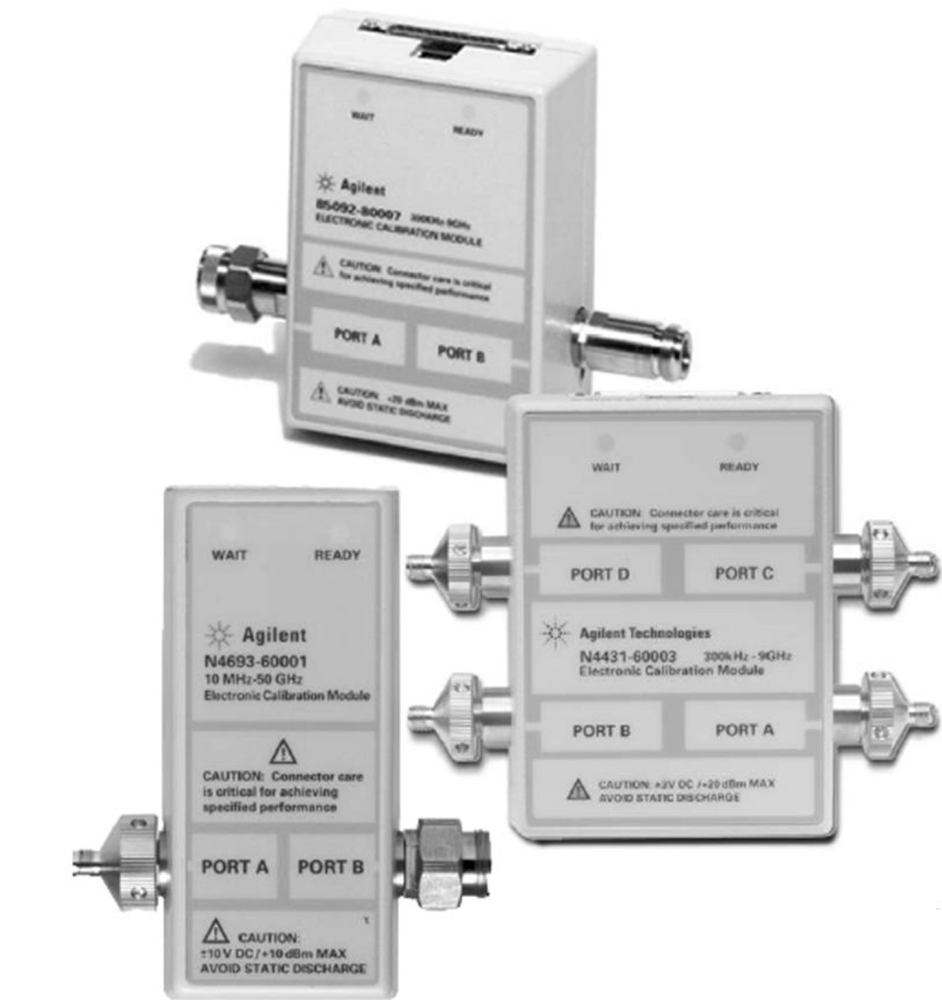 WAIT
READY
Agilent
85092-80007 300KHz-9GHz
ELECTRONIC CALIBRATION MODULE
CAUTION: Connector care is critical
for achieving specified performance
PORT A
PORT B
CAUTION: +20 dBm MAX
AVOID STATIC DISCHARGE
WAIT
READY
CAUTION: Connector care is critical
for achieving specified performance
PORT D
PORT C
Agilent Technologies
N4431-60003 300kHz - 9GHz
Electronic Calibration Module
PORT B
PORT A
CAUTION: ±2V DC /+20 dBm MAX
AVOID STATIC DISCHARGE
WAIT
READY
Agilent
N4693-60001
10 MHz-50 GHz
Electronic Calibration Module
CAUTION: Connector care
is critical for achieving
specified performance
PORT A
PORT B
CAUTION:
±10 V DC / +10 dBm MAX
AVOID STATIC DISCHARGE